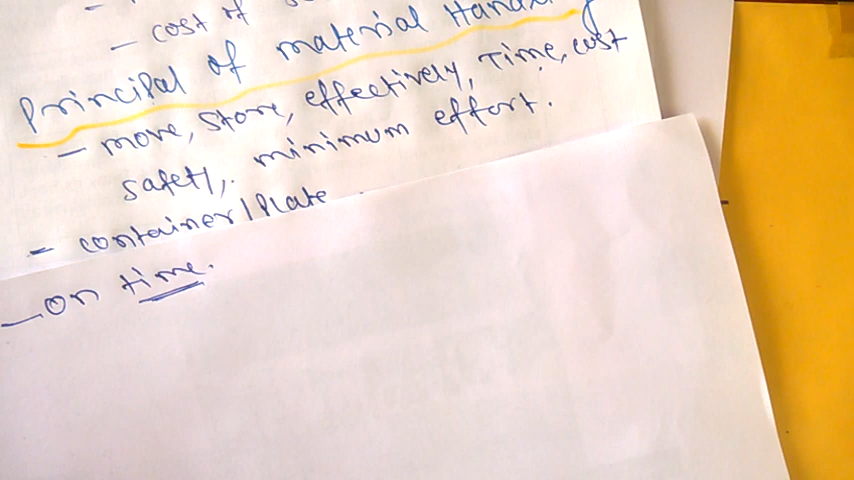 - cost of
Principal of material Handling
- move, store, effectively, Time, cost
safety, minimum effort.
- container/Plate
- on time.